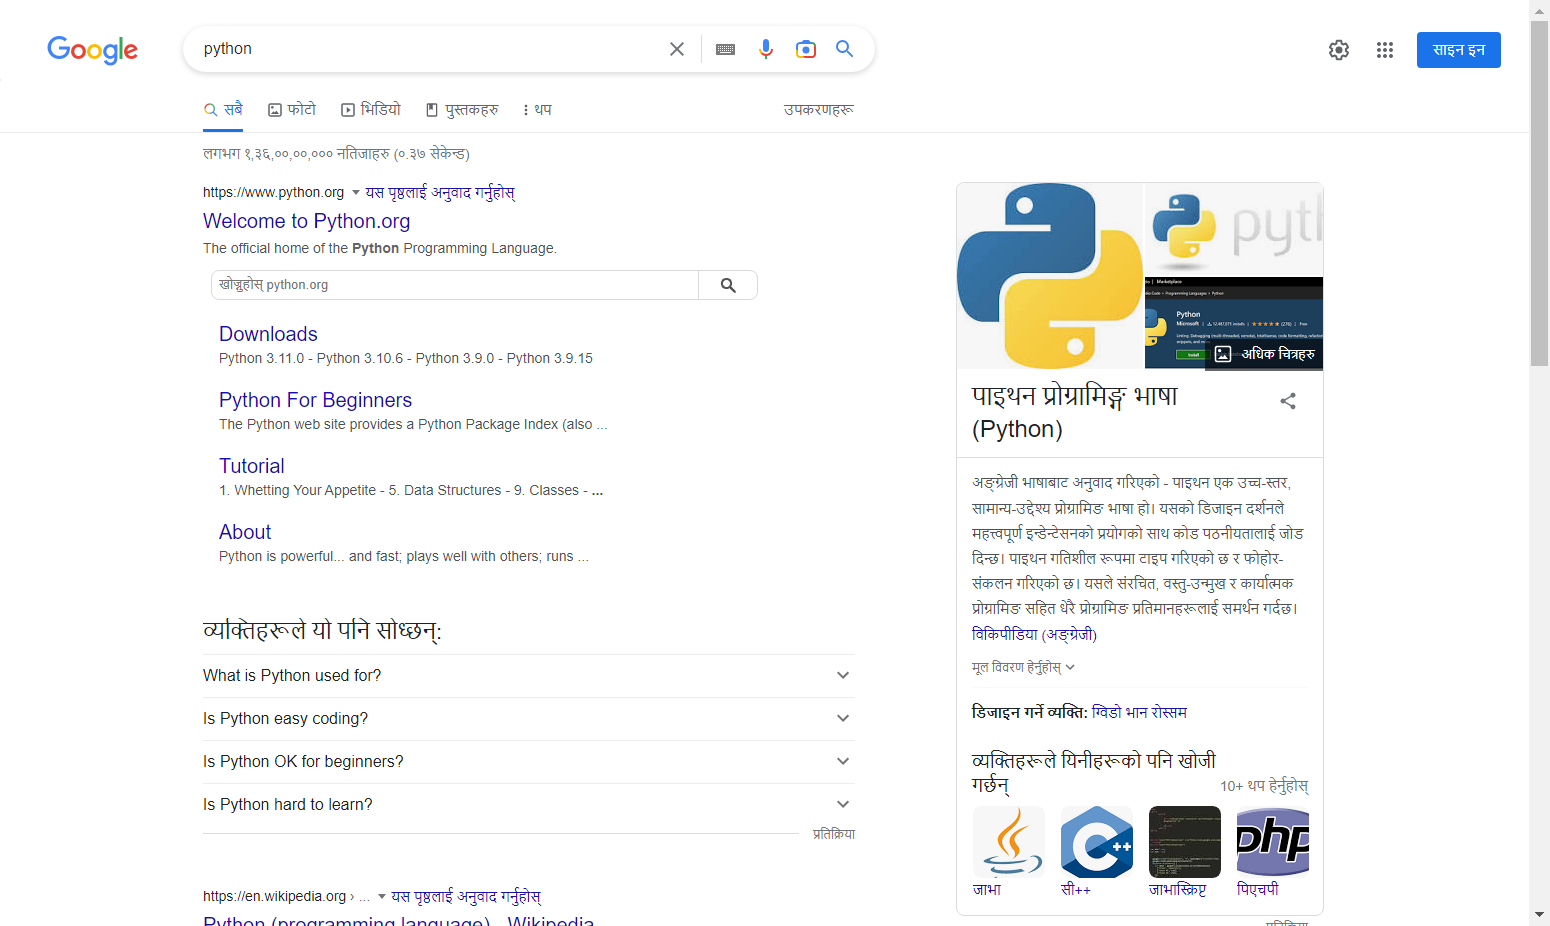 Google
python
साइन इन
सबै
फोटो
भिडियो
पुस्तकहरु
थप
उपकरणहरू
लगभग १,३६,००,००,००० नतिजाहरु (०.३७ सेकेन्ड)
https://www.python.org
यस पृष्ठलाई अनुवाद गर्नुहोस्
Welcome to Python.org
The official home of the Python Programming Language.
खोज्नुहोस् python.org
Downloads
Python 3.11.0 - Python 3.10.6 - Python 3.9.0 - Python 3.9.15
Python For Beginners
The Python web site provides a Python Package Index (also ...
Tutorial
1. Whetting Your Appetite - 5. Data Structures - 9. Classes - ...
About
Python is powerful... and fast; plays well with others; runs ...
व्यक्तिहरूले यो पनि सोध्छन्:
What is Python used for?
Is Python easy coding?
Is Python OK for beginners?
Is Python hard to learn?
प्रतिक्रिया
https://en.wikipedia.org › ...
यस पृष्ठलाई अनुवाद गर्नुहोस्
Python (programming language) - Wikipedia
Marketplace
Python
Microsoft
Install
अधिक चित्रहरु
पाइथन प्रोग्रामिङ्ग भाषा
(Python)
अङ्ग्रेजी भाषाबाट अनुवाद गरिएको - पाइथन एक उच्च-स्तर,
सामान्य-उद्देश्य प्रोग्रामिङ भाषा हो। यसको डिजाइन दर्शनले
महत्त्वपूर्ण इन्डेन्टेसनको प्रयोगको साथ कोड पठनीयतालाई जोड
दिन्छ। पाइथन गतिशील रूपमा टाइप गरिएको छ र फोहोर-
संकलन गरिएको छ। यसले संरचित, वस्तु-उन्मुख र कार्यात्मक
प्रोग्रामिङ सहित धेरै प्रोग्रामिङ प्रतिमानहरूलाई समर्थन गर्दछ।
विकिपीडिया (अङ्ग्रेजी)
मूल विवरण हेर्नुहोस्
डिजाइन गर्ने व्यक्ति: ग्विडो भान रोस्सम
व्यक्तिहरूले यिनीहरूको पनि खोजी
गर्छन्
10+ थप हेर्नुहोस्
जाभा
सी++
जाभास्क्रिप्ट
पिएचपी